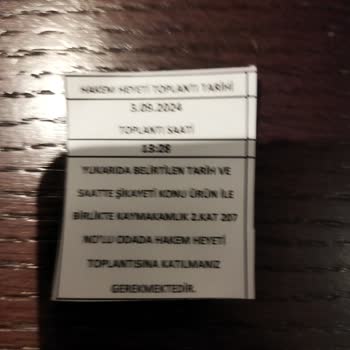 HAKEM HEYETİ TOPLANTI TARİHİ
3.09.2024
TOPLANTI SAATİ
13:28
YUKARIDA BELİRTİLEN TARİH VE
SAATTE ŞİKAYETİ KONU ÜRÜN İLE
BİRLİKTE KAYMAKAMLIK 2.KAT 207
NO'LU ODADA HAKEM HEYETİ
TOPLANTISINA KATILMANIZ
GEREKMEKTEDİR.